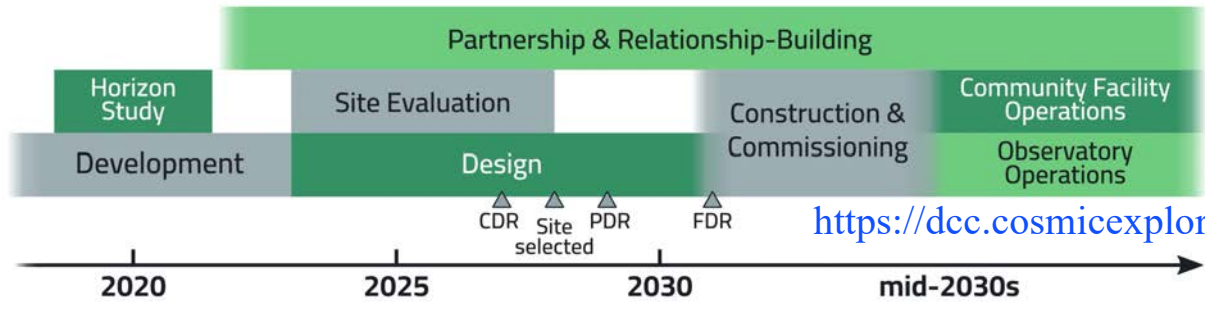 Partnership & Relationship-Building
Horizon
Study
Site Evaluation
Construction &
Commissioning
Community Facility
Operations
Development
Design
Observatory
Operations
CDR
Site
selected
PDR
FDR
https://dcc.cosmicexplor
2020
2025
2030
mid-2030s